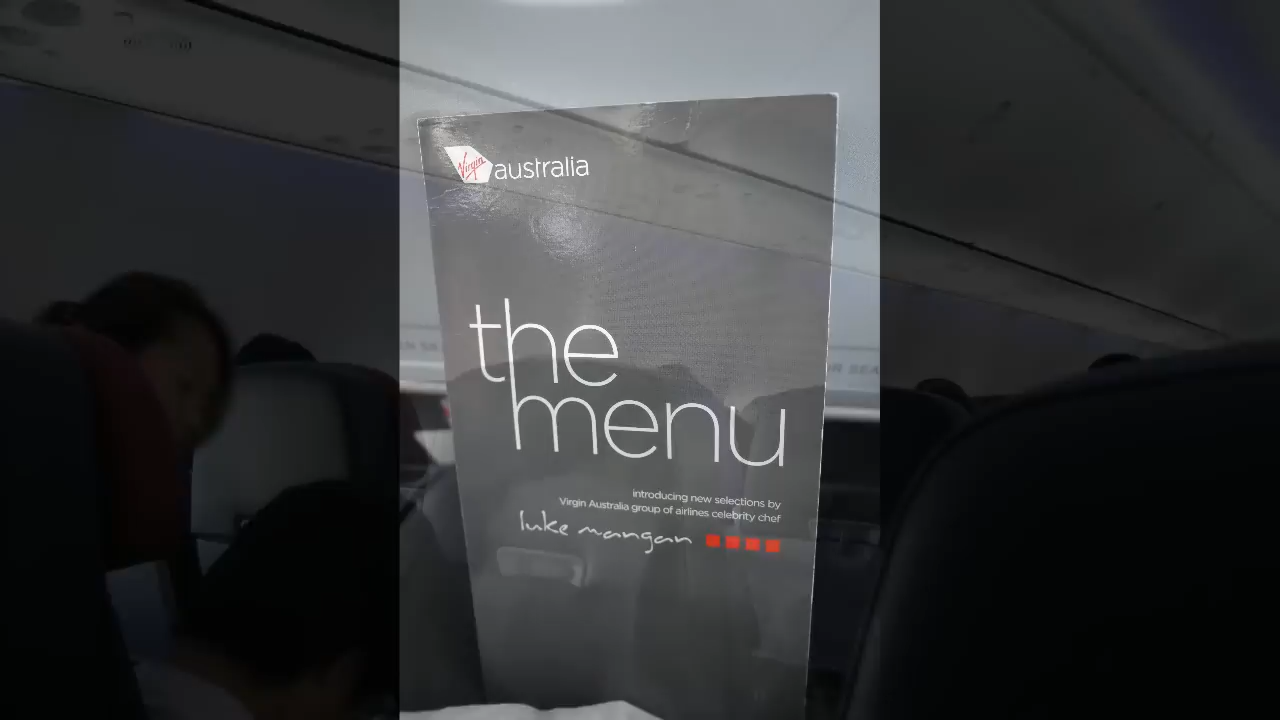 Virgin australia
the
menu
introducing new selections by
Virgin Australia group of airlines celebrity chef
luke mangan